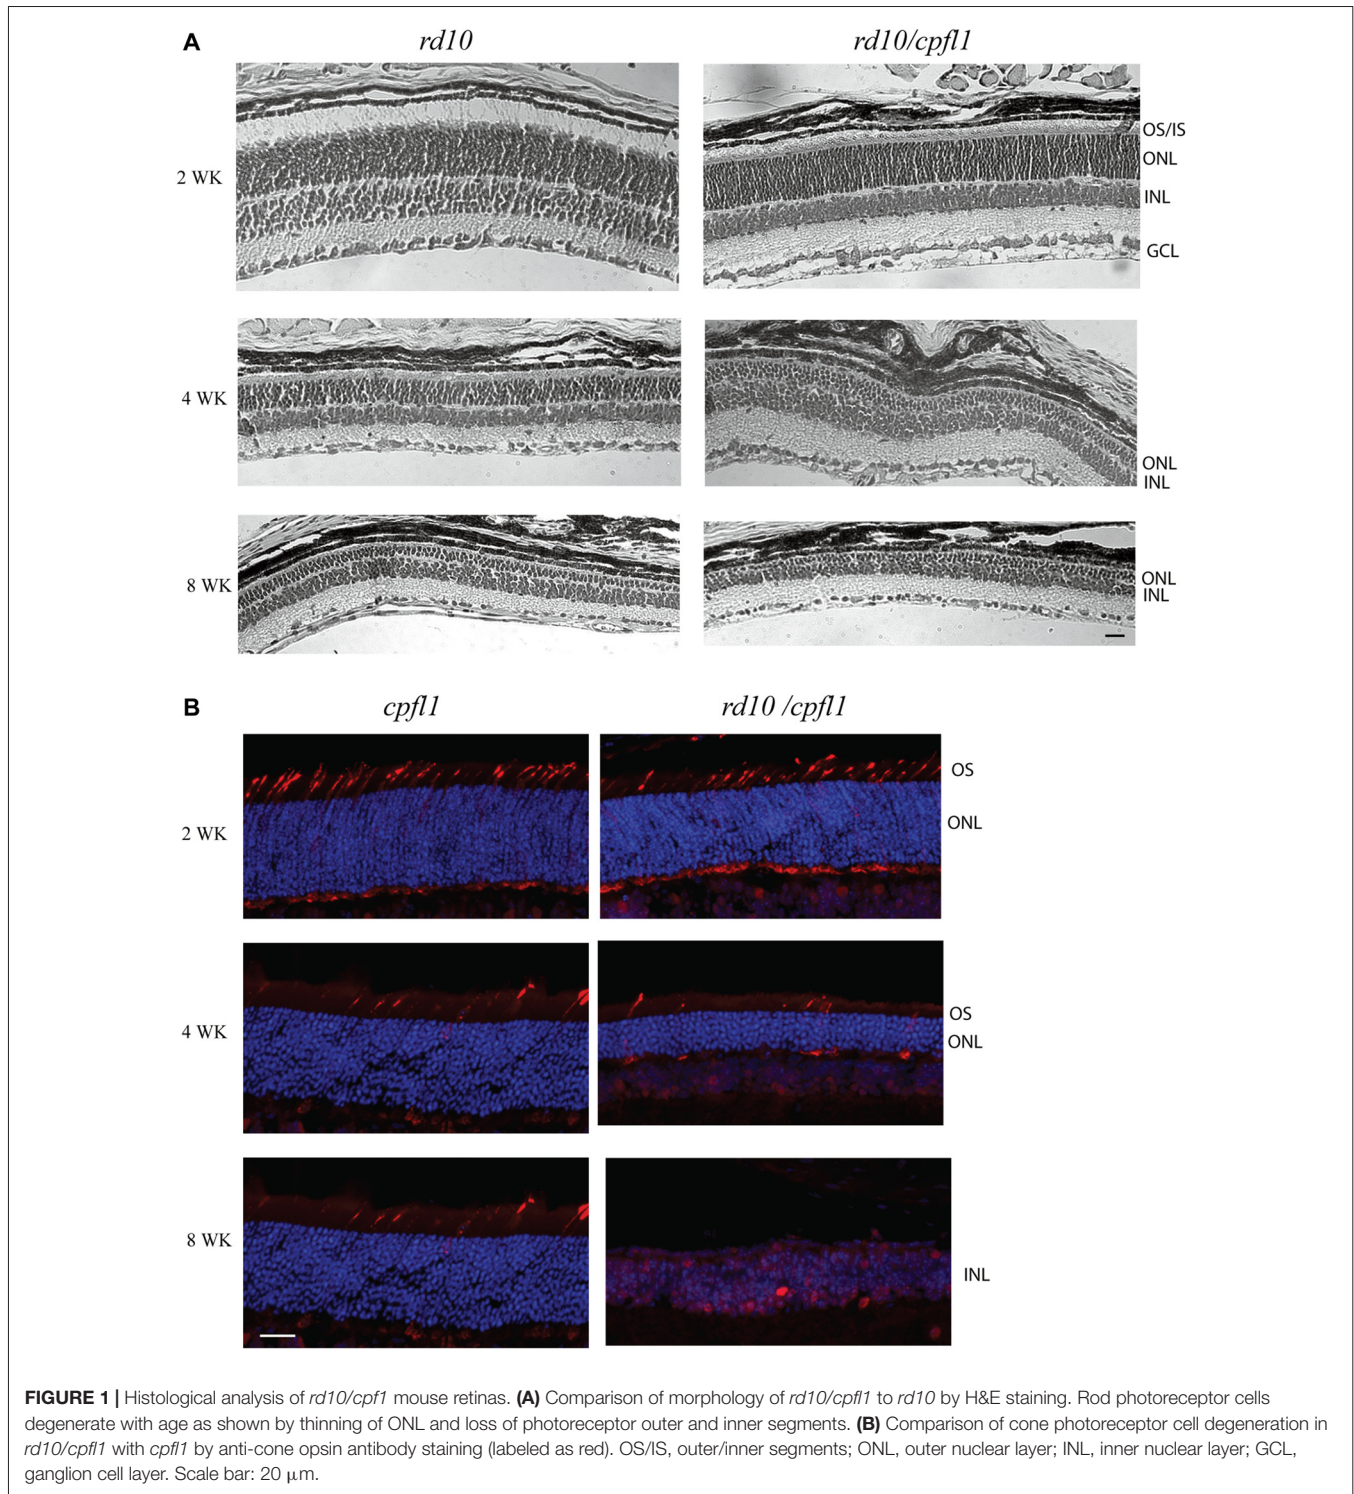 A
rd10
rd10/cpfl1
2 WK
OS/IS
ONL
INL
GCL
4 WK
ONL
INL
8 WK
ONL
INL
B
cpfl1
rd10 /cpfl1
2 WK
OS
ONL
4 WK
OS
ONL
8 WK
INL
FIGURE 1 | Histological analysis of rd10/cpf1 mouse retinas. (A) Comparison of morphology of rd10/cpfl1 to rd10 by H&E staining. Rod photoreceptor cells
degenerate with age as shown by thinning of ONL and loss of photoreceptor outer and inner segments. (B) Comparison of cone photoreceptor cell degeneration in
rd10/cpfl1 with cpfl1 by anti-cone opsin antibody staining (labeled as red). OS/IS, outer/inner segments; ONL, outer nuclear layer; INL, inner nuclear layer; GCL,
ganglion cell layer. Scale bar: 20 μm.